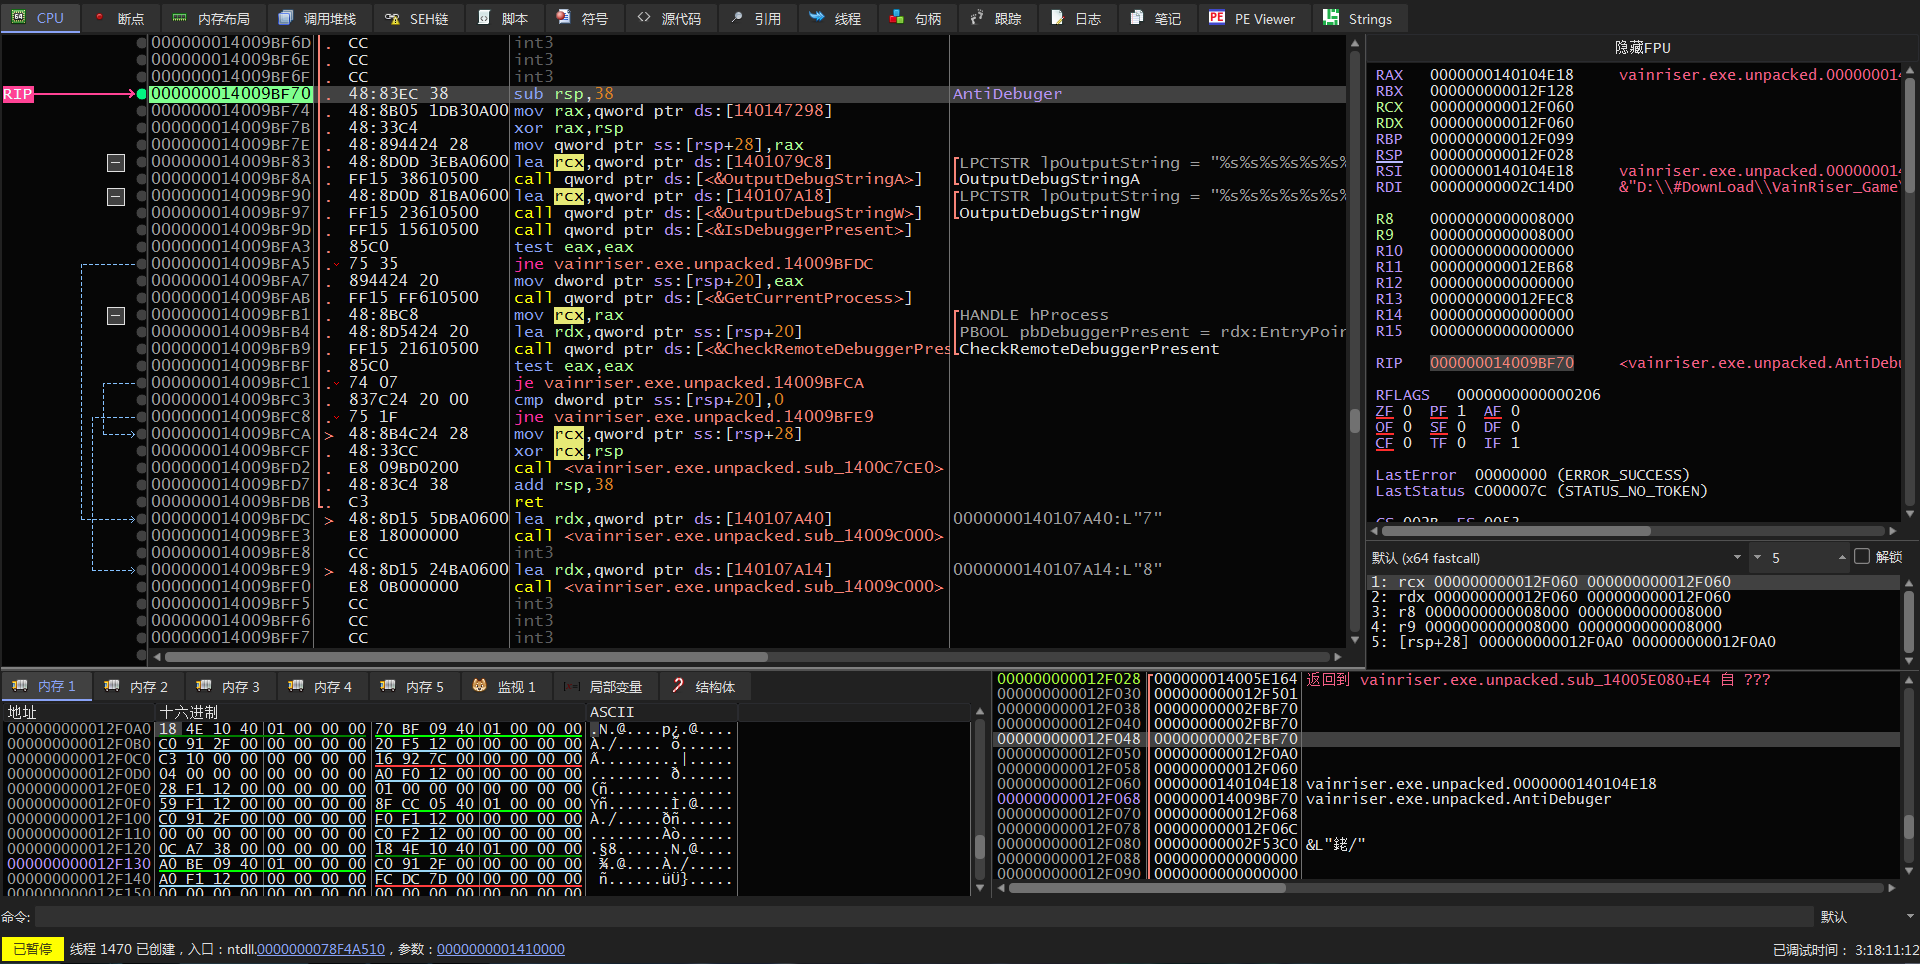 CPU 断点 内存布局 调用堆栈 SEH链 脚本 符号 源代码 引用 线程 句柄 跟踪 日志 笔记 PE Viewer Strings
000000014009BF6D . CC int3
000000014009BF6E . CC int3
000000014009BF6F . CC int3
RIP 000000014009BF70 . 48:83EC 38 sub rsp,38 AntiDebuger
000000014009BF74 . 48:8B05 1DB30A00 mov rax,qword ptr ds:[140147298]
000000014009BF7B . 48:33C4 xor rax,rsp
000000014009BF7E . 48:894424 28 mov qword ptr ss:[rsp+28],rax
000000014009BF83 . 48:8D0D 3EBA0600 lea rcx,qword ptr ds:[1401079C8] LPCTSTR lpOutputString = "%s%s%s%s%s%s%
000000014009BF8A . FF15 38610500 call qword ptr ds:[<&OutputDebugStringA>] OutputDebugStringA
000000014009BF90 . 48:8D0D 81BA0600 lea rcx,qword ptr ds:[140107A18] LPCTSTR lpOutputString = "%s%s%s%s%s%s%
000000014009BF97 . FF15 23610500 call qword ptr ds:[<&OutputDebugStringW>] OutputDebugStringW
000000014009BF9D . FF15 15610500 call qword ptr ds:[<&IsDebuggerPresent>]
000000014009BFA3 . 85C0 test eax,eax
000000014009BFA5 . 75 35 jne vainriser.exe.unpacked.14009BFDC
000000014009BFA7 . 894424 20 mov dword ptr ss:[rsp+20],eax
000000014009BFAB . FF15 FF610500 call qword ptr ds:[<&GetCurrentProcess>]
000000014009BFB1 . 48:8BC8 mov rcx,rax HANDLE hProcess
000000014009BFB4 . 48:8D5424 20 lea rdx,qword ptr ss:[rsp+20] PBOOL pbDebuggerPresent = rdx:EntryPoin
000000014009BFB9 . FF15 21610500 call qword ptr ds:[<&CheckRemoteDebuggerPres CheckRemoteDebuggerPresent
000000014009BFBF . 85C0 test eax,eax
000000014009BFC1 . 74 07 je vainriser.exe.unpacked.14009BFCA
000000014009BFC3 . 837C24 20 00 cmp dword ptr ss:[rsp+20],0
000000014009BFC8 . 75 1F jne vainriser.exe.unpacked.14009BFE9
000000014009BFCA > 48:8B4C24 28 mov rcx,qword ptr ss:[rsp+28]
000000014009BFCF . 48:33CC xor rcx,rsp
000000014009BFD2 . E8 09BD0200 call <vainriser.exe.unpacked.sub_1400C7CE0>
000000014009BFD7 . 48:83C4 38 add rsp,38
000000014009BFDB . C3 ret
000000014009BFDC > 48:8D15 5DBA0600 lea rdx,qword ptr ds:[140107A40] 0000000140107A40:L"7"
000000014009BFE3 E8 18000000 call <vainriser.exe.unpacked.sub_14009C000>
000000014009BFE8 CC int3
000000014009BFE9 > 48:8D15 24BA0600 lea rdx,qword ptr ds:[140107A14] 0000000140107A14:L"8"
000000014009BFF0 E8 0B000000 call <vainriser.exe.unpacked.sub_14009C000>
000000014009BFF5 CC int3
000000014009BFF6 CC int3
000000014009BFF7 CC int3
隐藏FPU
RAX 0000000140104E18 vainriser.exe.unpacked.000000014
RBX 000000000012F128
RCX 000000000012F060
RDX 000000000012F060
RBP 000000000012F099
RSP 000000000012F028
RSI 0000000140104E18 vainriser.exe.unpacked.000000014
RDI 0000000002C14D0 &"D:\\#DownLoad\\VainRiser_Game\
R8 0000000000008000
R9 0000000000008000
R10 0000000000000000
R11 000000000012EB68
R12 0000000000000000
R13 000000000012FEC8
R14 0000000000000000
R15 0000000000000000
RIP 000000014009BF70 <vainriser.exe.unpacked.AntiDebu
RFLAGS 0000000000000206
ZF 0 PF 1 AF 0
OF 0 SF 0 DF 0
CF 0 TF 0 IF 1
LastError 00000000 (ERROR_SUCCESS)
LastStatus C000007C (STATUS_NO_TOKEN)
默认 (x64 fastcall) 5 解锁
1: rcx 000000000012F060 000000000012F060
2: rdx 000000000012F060 000000000012F060
3: r8 0000000000008000 0000000000008000
4: r9 0000000000008000 0000000000008000
5: [rsp+28] 000000000012F0A0 000000000012F0A0
内存 1 内存 2 内存 3 内存 4 内存 5 监视 1 局部变量 结构体
地址 十六进制 ASCII
000000000012F0A0 18 4E 10 40 01 00 00 00 70 BF 09 40 01 00 00 00 .N.@....p¿.@....
000000000012F0B0 C0 91 2F 00 00 00 00 00 20 F5 12 00 00 00 00 00 À./..... õ......
000000000012F0C0 C3 10 00 00 00 00 00 00 16 92 7C 00 00 00 00 00 Ã.........|.....
000000000012F0D0 04 00 00 00 00 00 00 00 A0 F0 12 00 00 00 00 00 ........ ð......
000000000012F0E0 28 F1 12 00 00 00 00 00 01 00 00 00 00 00 00 00 (ñ..............
000000000012F0F0 59 F1 12 00 00 00 00 00 8F CC 05 40 01 00 00 00 Yñ.......Ì.@....
000000000012F100 C0 91 2F 00 00 00 00 00 F0 F1 12 00 00 00 00 00 À./.....ðñ......
000000000012F110 00 00 00 00 00 00 00 00 C0 F2 12 00 00 00 00 00 ........Àò......
000000000012F120 0C A7 38 00 00 00 00 00 18 4E 10 40 01 00 00 00 .§8......N.@....
000000000012F130 A0 BE 09 40 01 00 00 00 C0 91 2F 00 00 00 00 00 ¾.@....À./.....
000000000012F140 A0 F1 12 00 00 00 00 00 FC DC 7D 00 00 00 00 00 ñ......üÜ}.....
000000000012F150 00 00 00 00 00 00 00 00 00 00 00 00 00 00 00 00
000000000012F028 000000014005E164 返回到 vainriser.exe.unpacked.sub_14005E080+E4 自 ???
000000000012F030 000000000012F501
000000000012F038 00000000002FBF70
000000000012F040 00000000002FBF70
000000000012F048 00000000002FBF70
000000000012F050 000000000012F0A0
000000000012F058 000000000012F060
000000000012F060 0000000140104E18 vainriser.exe.unpacked.0000000140104E18
000000000012F068 000000014009BF70 vainriser.exe.unpacked.AntiDebuger
000000000012F070 000000000012F068
000000000012F078 000000000012F06C
000000000012F080 00000000002F53C0 &L"銠/"
000000000012F088 0000000000000000
000000000012F090 0000000000000000
命令: 默认
已暂停 线程 1470 已创建，入口：ntdll.0000000078F4A510，参数：0000000001410000 已调试时间： 3:18:11:12